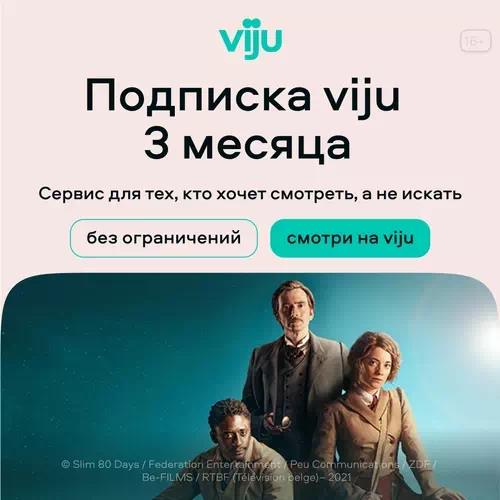 viju
16+
Подписка viju
3 месяца
Сервис для тех, кто хочет смотреть, а не искать
без ограничений
смотри на viju
© Slim 80 Days / Federation Entertainment / Peu Communications / ZDF /
Be-FILMS / RTBF (Télévision belge)– 2021